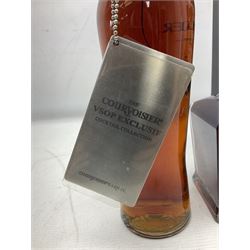 THE
COURVOISIER®
VSOP EXCLUSIF
COCKTAIL COLLECTION